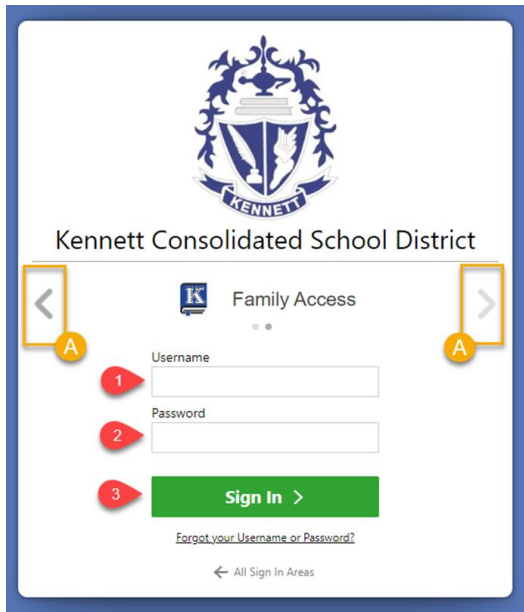 KENNETT
Kennett Consolidated School District
K
Family Access
A
A
Username
1
Password
2
3
Sign In >
Forgot your Username or Password?
← All Sign In Areas